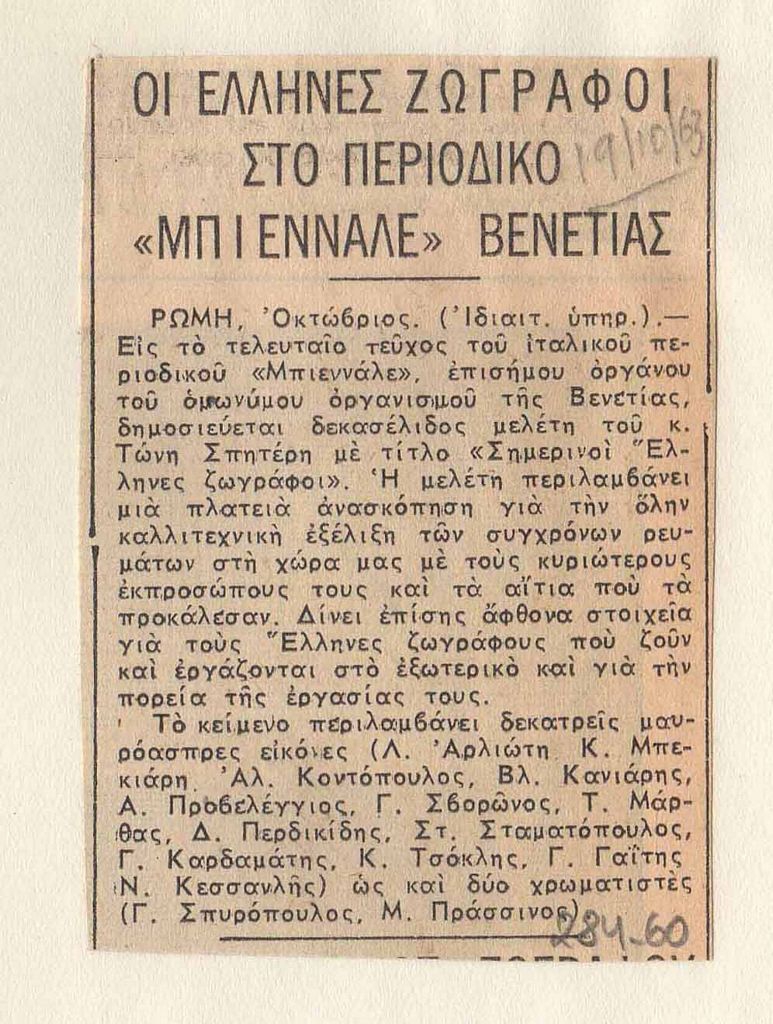 ΟΙ ΕΛΛΗΝΕΣ ΖΩΓΡΑΦΟΙ
ΣΤΟ ΠΕΡΙΟΔΙΚΟ
19/10/63
«ΜΠΙΕΝΝΑΛΕ» ΒΕΝΕΤΙΑΣ
ΡΩΜΗ, Ὀκτώβριος. (Ἰδιαιτ. ὑπηρ.).—
Εἰς τὸ τελευταῖο τεῦχος τοῦ ἰταλικοῦ πε-
ριοδικοῦ «Μπιεννάλε», ἐπισήμου ὀργάνου
τοῦ ὁμωνύμου ὀργανισμοῦ τῆς Βενετίας,
δημοσιεύεται δεκασέλιδος μελέτη τοῦ κ.
Τώνη Σπητέρη μὲ τίτλο «Σημερινοὶ Ἕλ-
ληνες ζωγράφοι». Ἡ μελέτη περιλαμβάνει
μιὰ πλατειὰ ἀνασκόπηση γιὰ τὴν ὅλην
καλλιτεχνικὴ ἐξέλιξη τῶν συγχρόνων ρευ-
μάτων στὴ χώρα μας μὲ τοὺς κυριώτερους
ἐκπροσώπους τους καὶ τὰ αἴτια ποὺ τὰ
προκάλεσαν. Δίνει ἐπίσης ἄφθονα στοιχεῖα
γιὰ τοὺς Ἕλληνες ζωγράφους ποὺ ζοῦν
καὶ ἐργάζονται στὸ ἐξωτερικὸ καὶ γιὰ τὴν
πορεία τῆς ἐργασίας τους.
Τὸ κείμενο περιλαμβάνει δεκατρεῖς μαυ-
ρόασπρες εἰκόνες (Λ. Ἀρλιώτη Κ. Μπε-
κιάρη Ἀλ. Κοντόπουλος, Βλ. Κανιάρης,
Α. Προβελέγγιος, Γ. Σβορῶνος, Τ. Μάρ-
θας, Δ. Περδικίδης, Στ. Σταματόπουλος,
Γ. Καρδαμάτης, Κ. Τσόκλης, Γ. Γαΐτης
Ν. Κεσσανλῆς) ὡς καὶ δύο χρωματιστὲς
(Γ. Σπυρόπουλος, Μ. Πράσσινος)
284-60